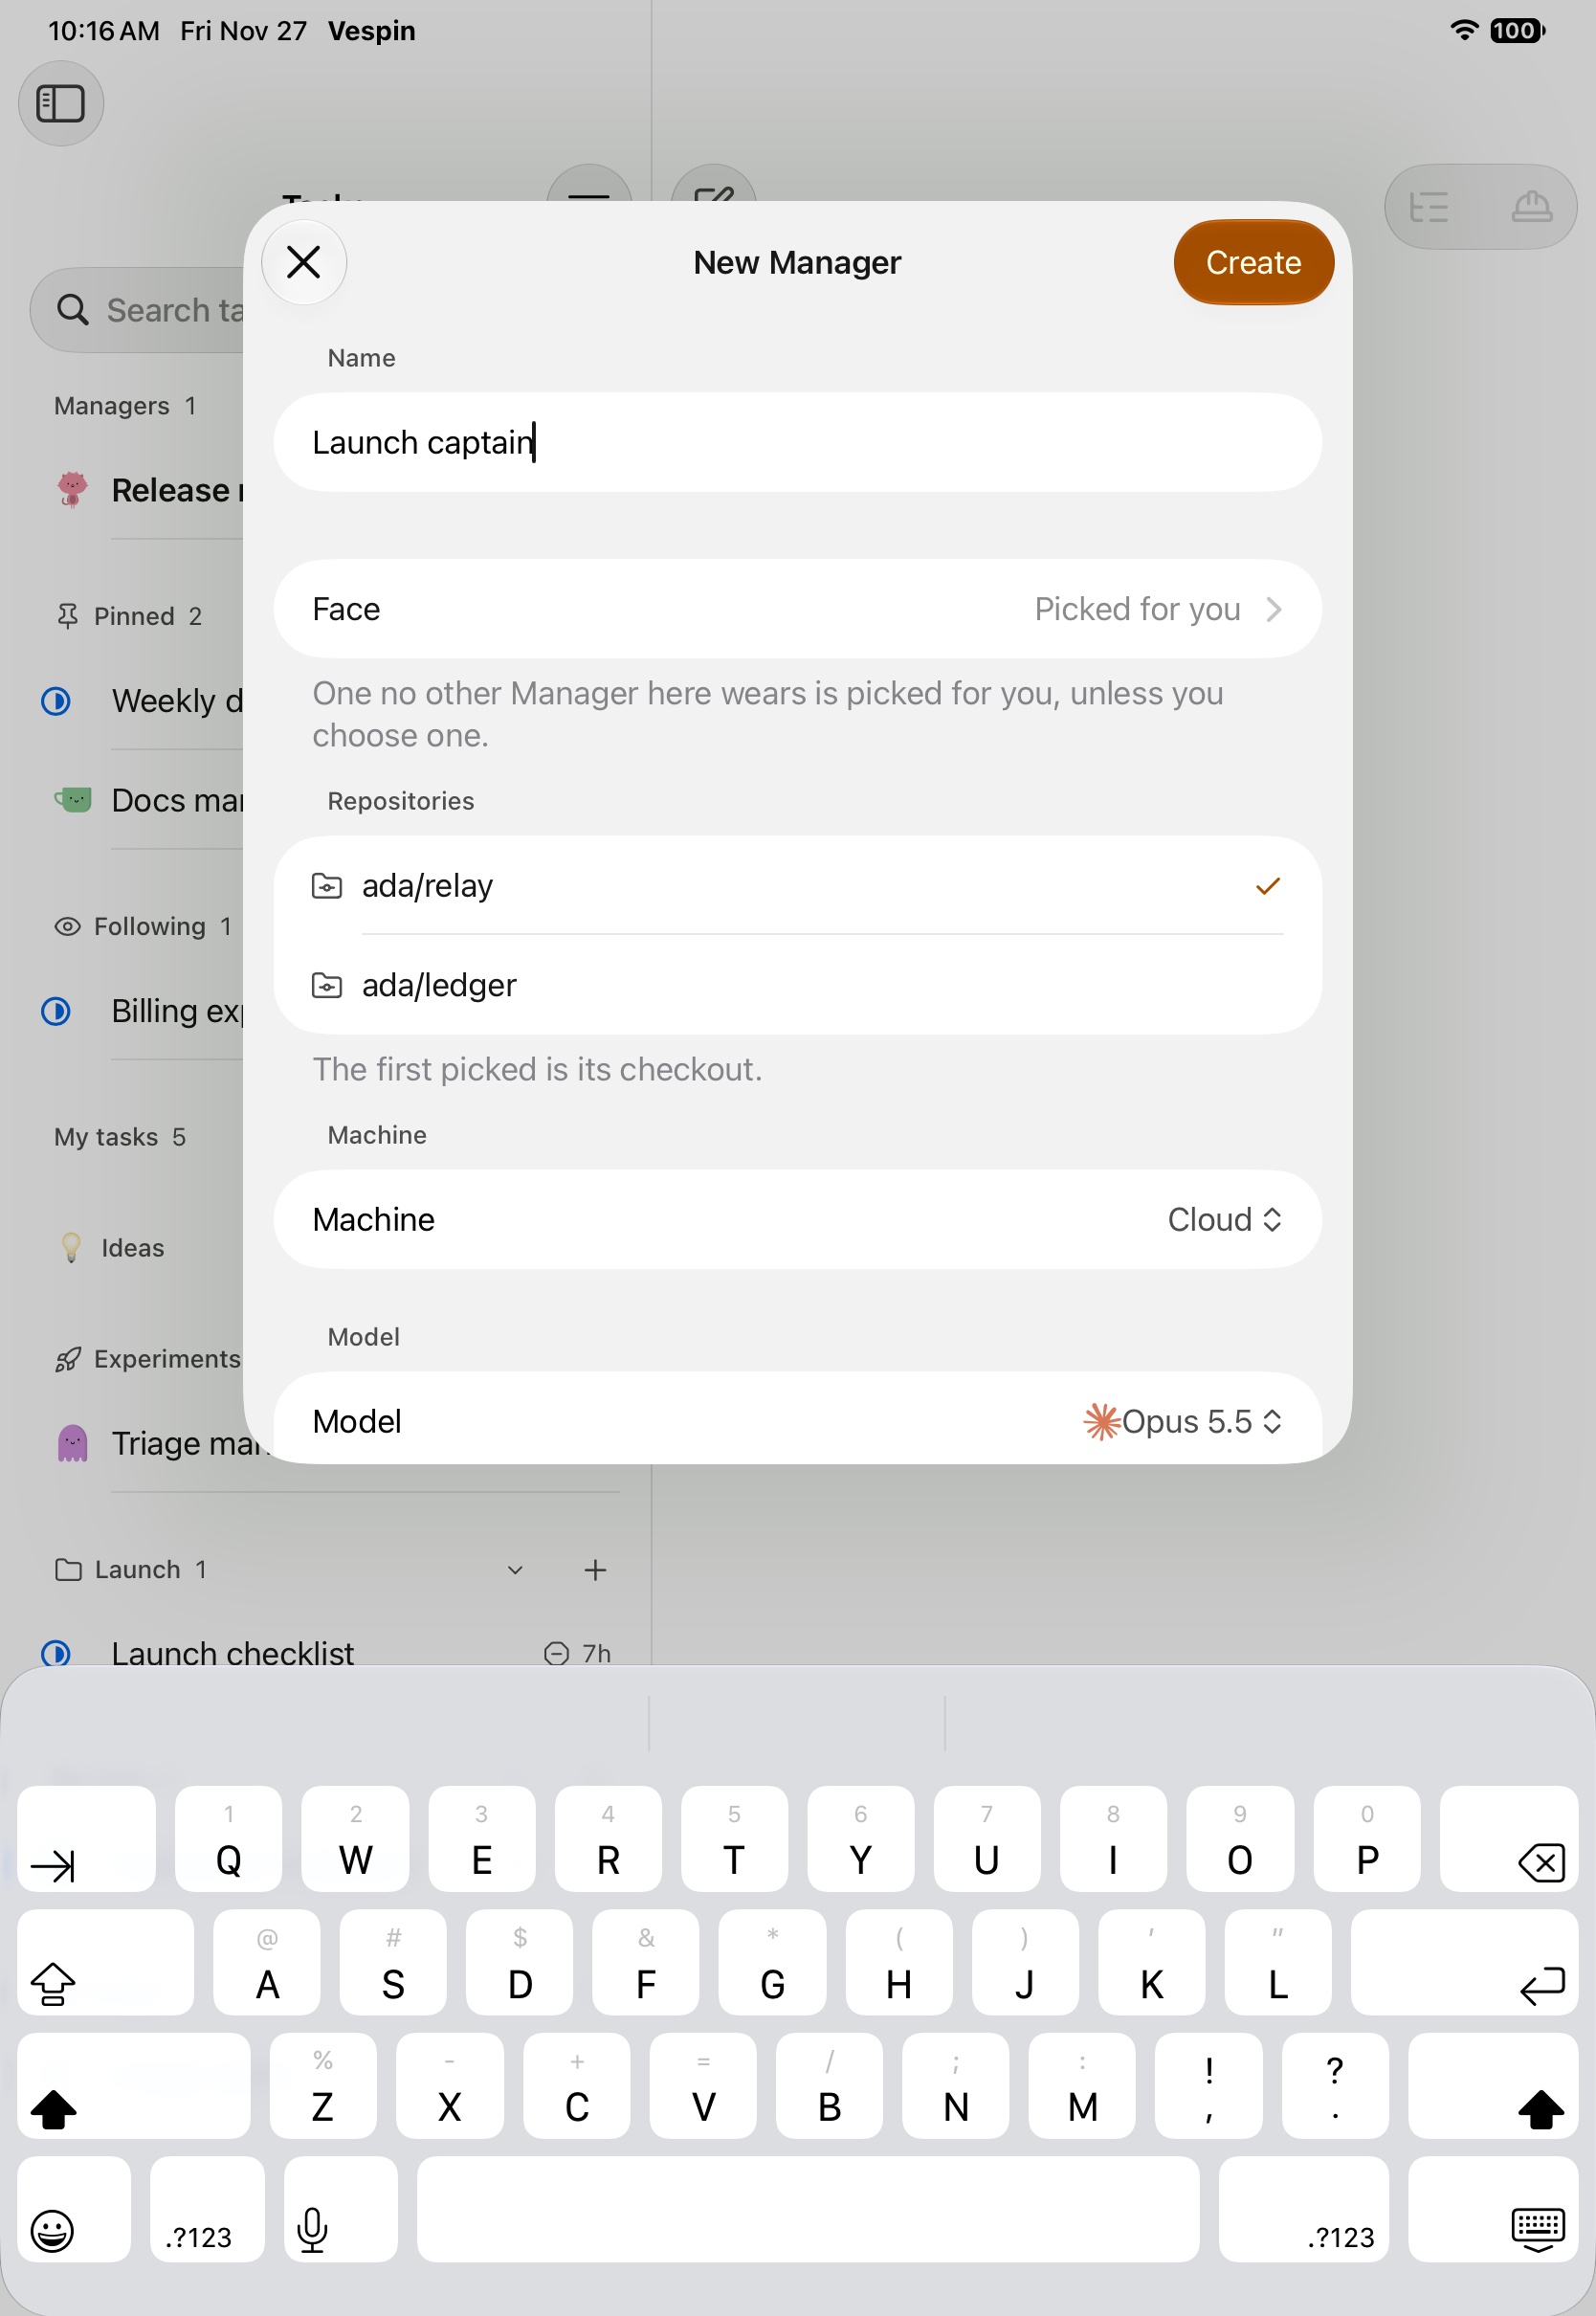 10:16 AM Fri Nov 27 Vespin
100
New Manager
Create
Search ta
Name
Launch captain
Managers 1
Release
Face
Picked for you
Pinned 2
One no other Manager here wears is picked for you, unless you
choose one.
Weekly d
Docs mar
Repositories
ada/relay
Following 1
ada/ledger
Billing exp
The first picked is its checkout.
My tasks 5
Machine
Machine
Cloud
Ideas
Model
Experiments
Model
Opus 5.5
Triage man
Launch 1
Launch checklist
7h
1 2 3 4 5 6 7 8 9 0
Q W E R T Y U I O P
@ # $ & * ( ) ' "
A S D F G H J K L
% - + = / ; : ! ?
Z X C V B N M , .
.?123
.?123